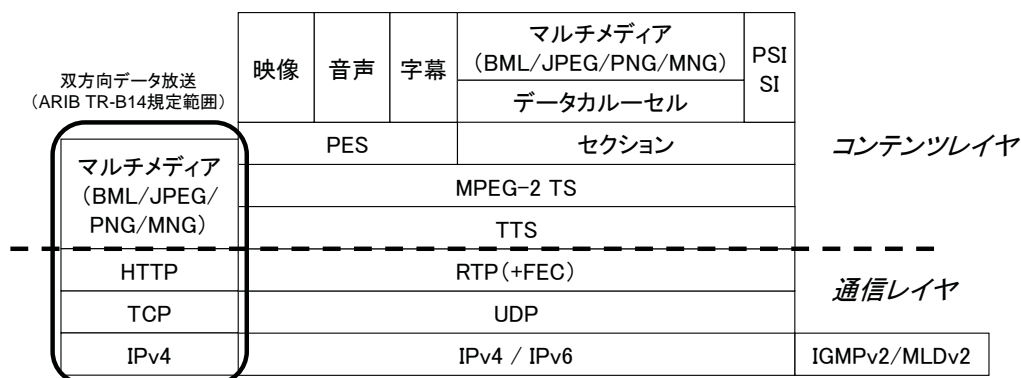 双方向データ放送
(ARIB TR-B14規定範囲)
マルチメディア
(BML/JPEG/
PNG/MNG)
HTTP
TCP
IPv4
映像
音声
字幕
マルチメディア
(BML/JPEG/PNG/MNG)
データカルーセル
PSI
SI
PES
セクション
MPEG-2 TS
TTS
RTP(+FEC)
UDP
IPv4 / IPv6
コンテンツレイヤ
通信レイヤ
IGMPv2/MLDv2